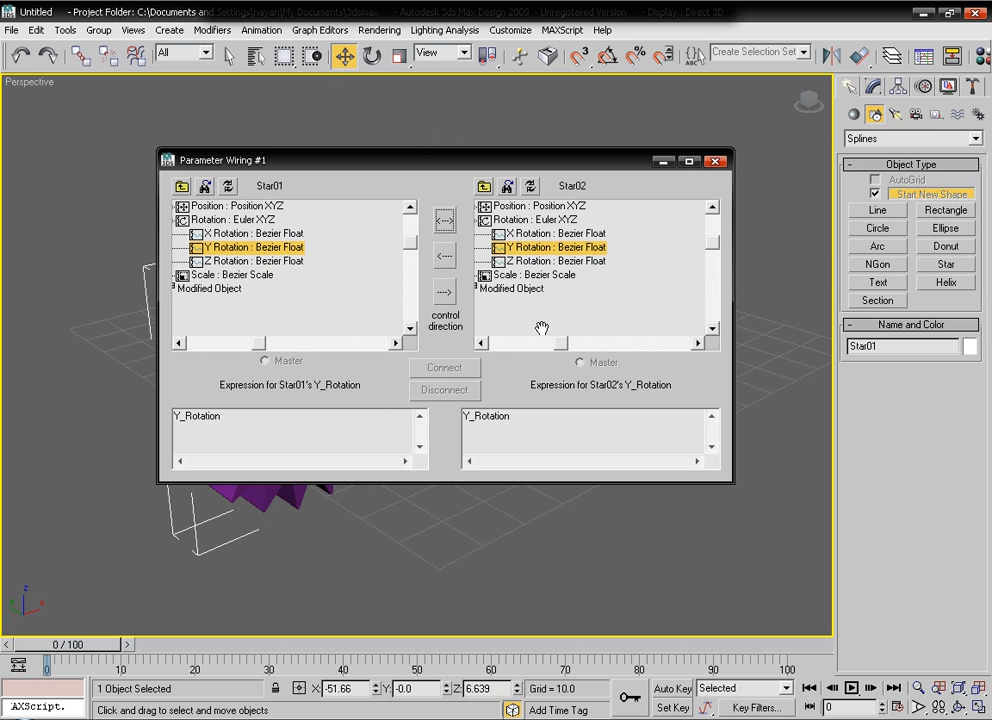 Untitled - Project Folder: C:\Documents and Settings\nayan\My Documents\3dsmax - Autodesk 3ds Max Design 2009 - Unregistered Version - Display : Direct 3D
File Edit Tools Group Views Create Modifiers Animation Graph Editors Rendering Lighting Analysis Customize MAXScript Help
All View Create Selection Set
Perspective
Splines
Object Type
AutoGrid
Start New Shape
Line Rectangle
Circle Ellipse
Arc Donut
NGon Star
Text Helix
Section
Name and Color
Star01
Parameter Wiring #1
Star01 Star02
Position : Position XYZ Position : Position XYZ
Rotation : Euler XYZ Rotation : Euler XYZ
X Rotation : Bezier Float X Rotation : Bezier Float
Y Rotation : Bezier Float Y Rotation : Bezier Float
Z Rotation : Bezier Float Z Rotation : Bezier Float
Scale : Bezier Scale Scale : Bezier Scale
Modified Object Modified Object
<---> 
<---
--->
control
direction
Master Master
Connect
Disconnect
Expression for Star01's Y_Rotation Expression for Star02's Y_Rotation
Y_Rotation Y_Rotation
z
x
0 / 100
0 10 20 30 40 50 60 70 80 90 100
1 Object Selected X: -51.66 Y: -0.0 Z: 6.639 Grid = 10.0 Auto Key Selected
AXScript. Click and drag to select and move objects Add Time Tag Set Key Key Filters... 0